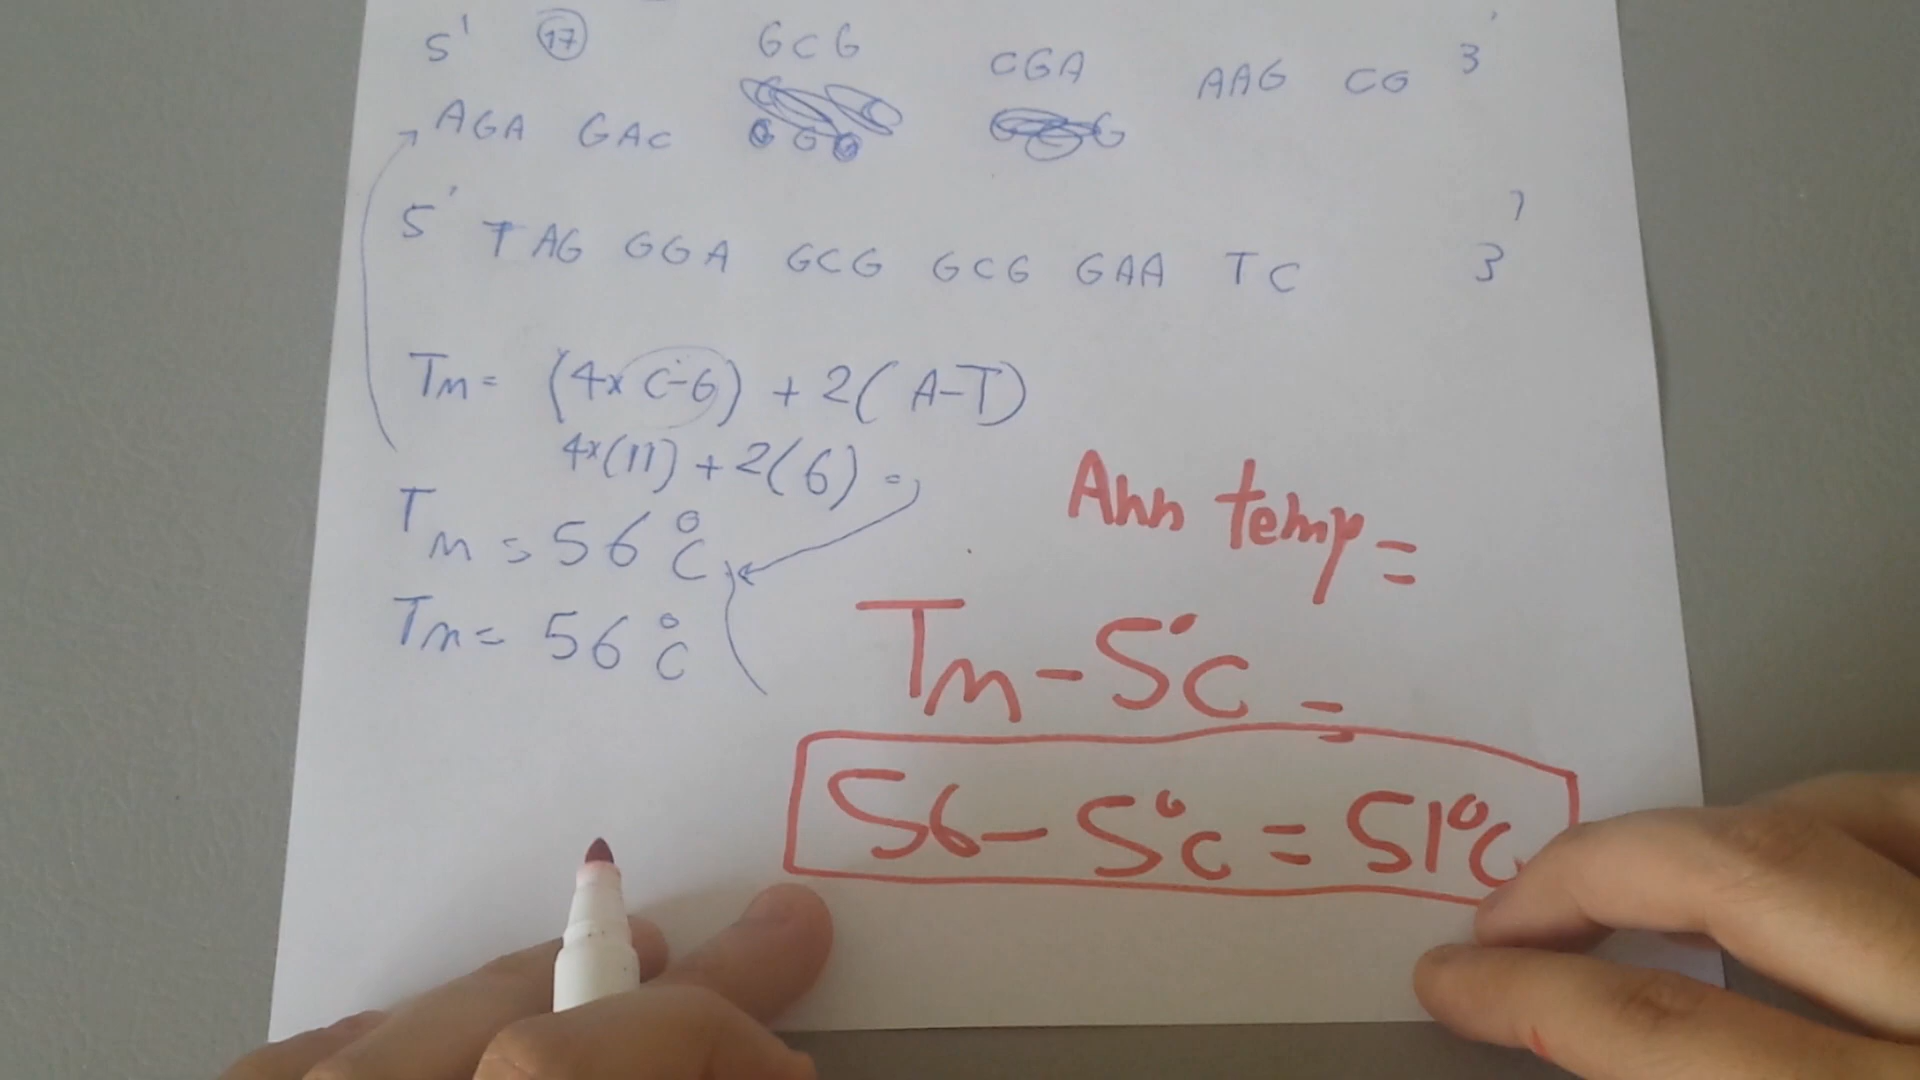 5' 17 GCG CGA AAG CG 3'
AGA GAC
5' TAG GGA GCG GCG GAA TC 3'
Tm= (4x C-G) + 2( A-T)
4x(11) + 2(6) =
Tm = 56°C
Tm= 56°C
Ann temp =
Tm - 5°C =
56 - 5°C = 51°C